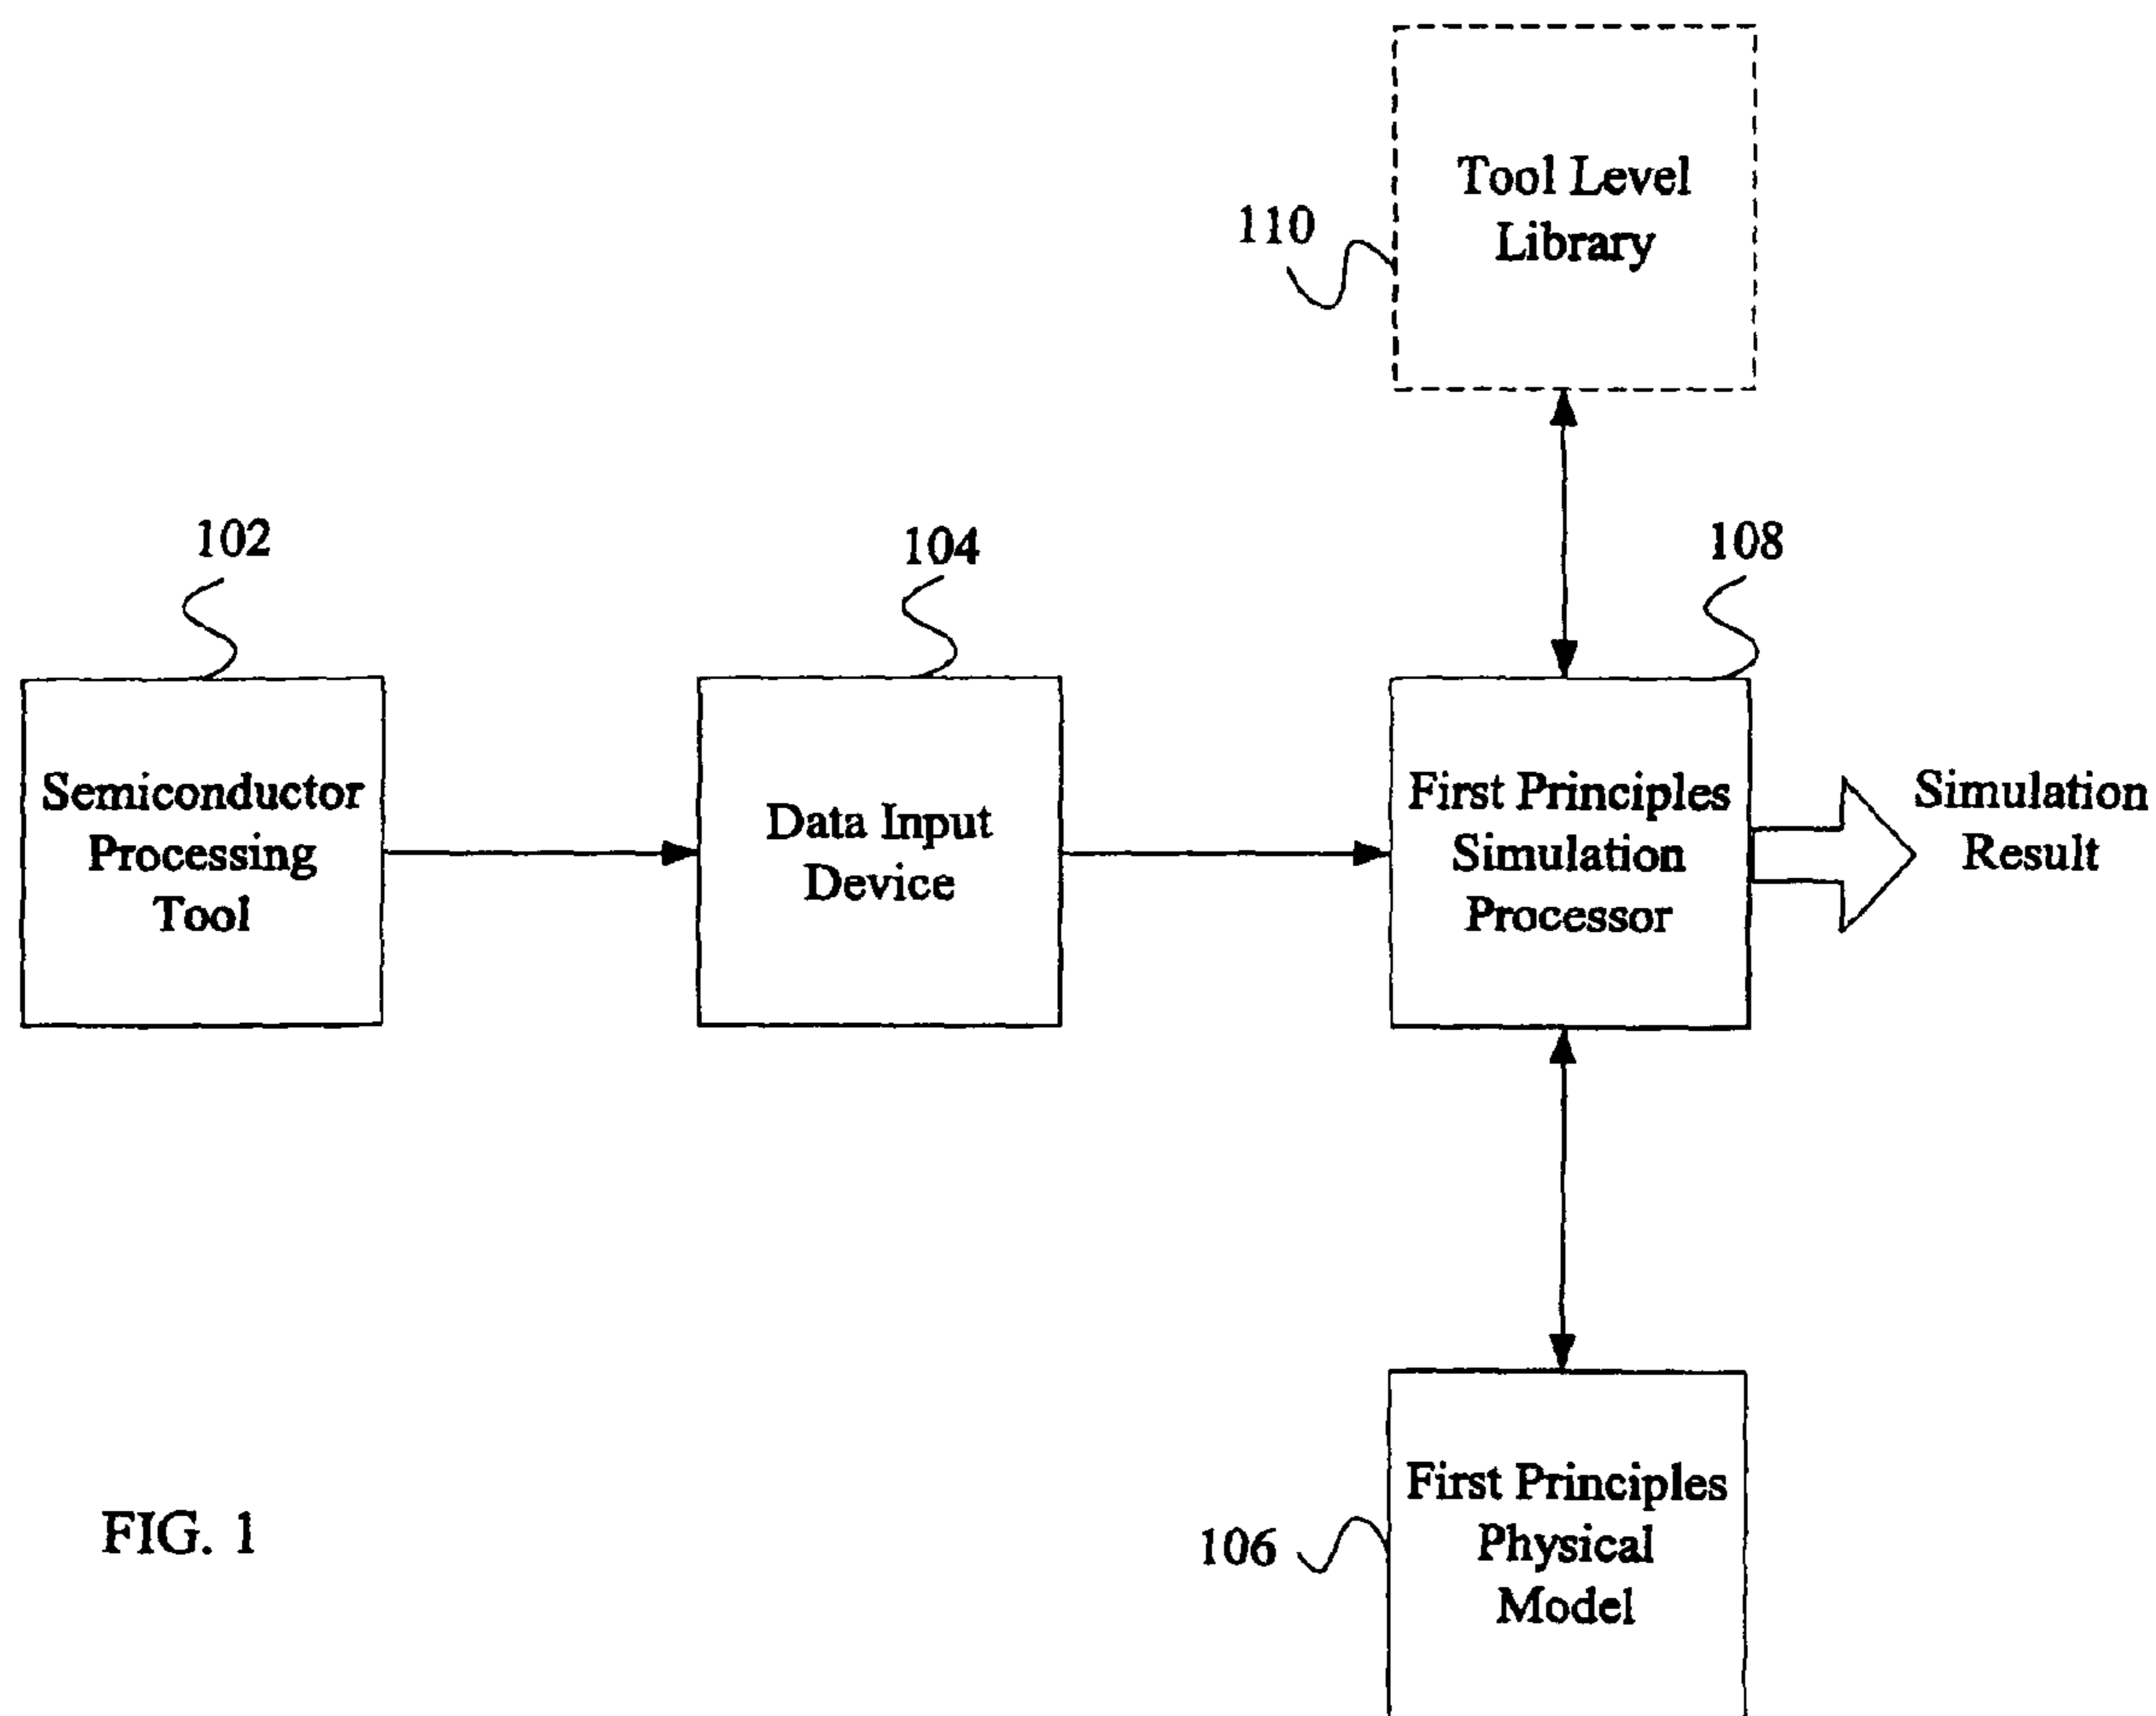 Tool Level
Library
110
102
104
108
Semiconductor
Processing
Tool
Data Input
Device
First Principles
Simulation
Processor
Simulation
Result
First Principles
Physical
Model
106
FIG. 1